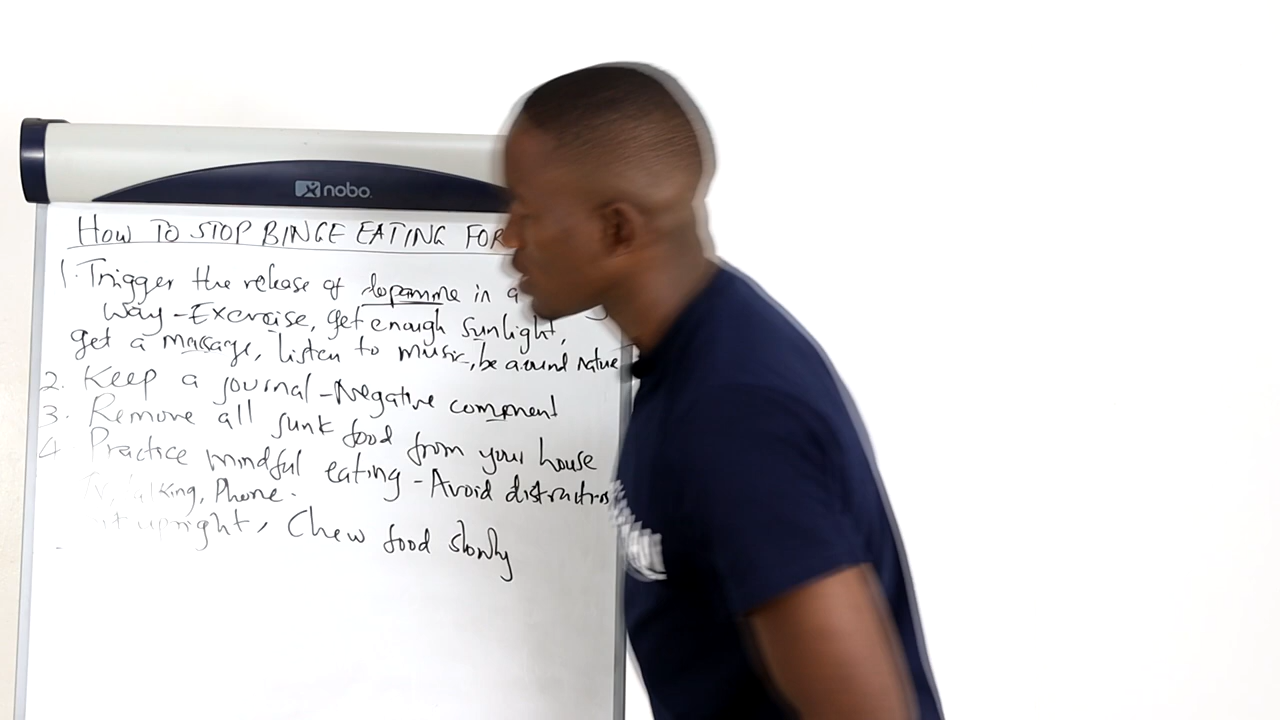 nobo
HOW TO STOP BINGE EATING FOR
1. Trigger the release of dopamine in a
Way - Exercise, get enough sunlight,
get a massage, listen to music, be around nature
2. Keep a journal - Negative component
3. Remove all junk food from your house
4 Practice mindful eating - Avoid distractions
Phone.
upright, Chew food slowly